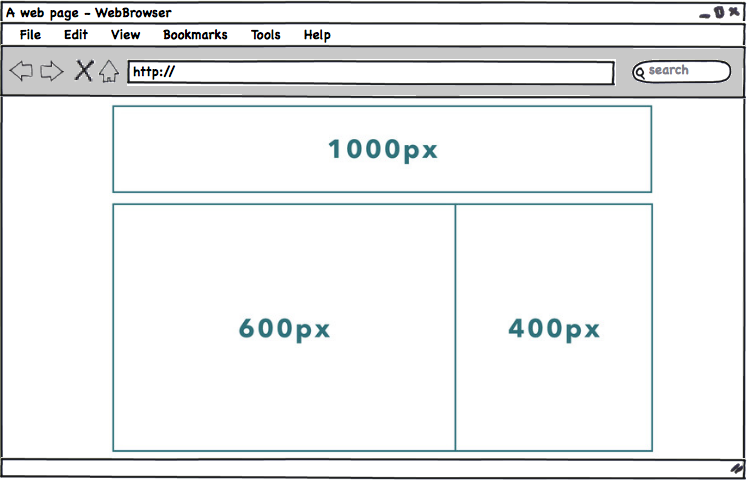 A web page - WebBrowser
File Edit View Bookmarks Tools Help
http:// search
1000px
600px 400px